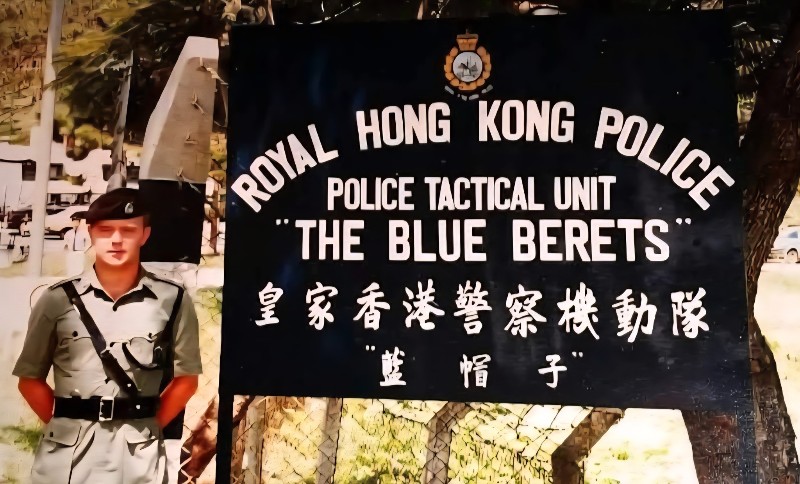 ROYAL HONG KONG POLICE
POLICE TACTICAL UNIT
"THE BLUE BERETS"
皇家香港警察機動隊
"藍帽子"